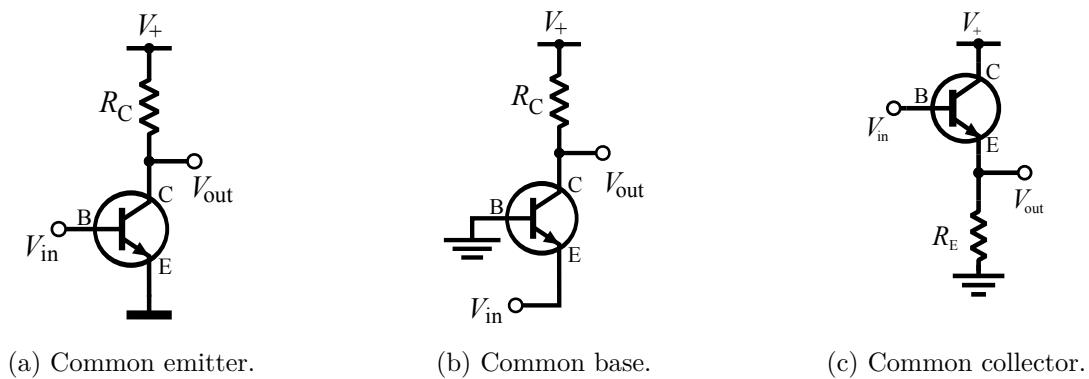 V+
RC
C
Vout
B
Vin
E
(a) Common emitter.
V+
RC
C
Vout
B
E
Vin
(b) Common base.
V+
C
B
Vin
E
Vout
RE
(c) Common collector.